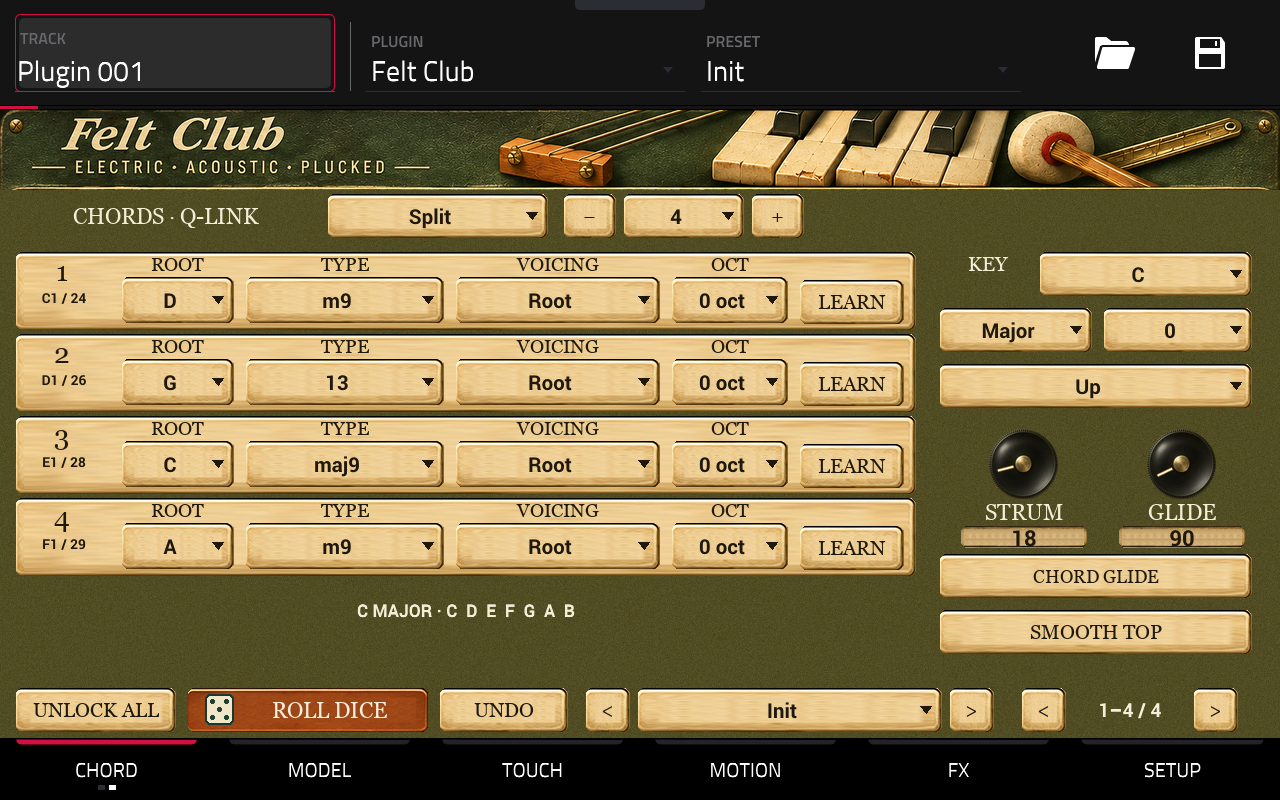 TRACK
Plugin 001
PLUGIN
Felt Club
PRESET
Init
Felt Club
ELECTRIC · ACOUSTIC · PLUCKED
CHORDS · Q-LINK
Split
–
4
+
1
C1 / 24
ROOT
D
TYPE
m9
VOICING
Root
OCT
0 oct
LEARN
2
D1 / 26
ROOT
G
TYPE
13
VOICING
Root
OCT
0 oct
LEARN
3
E1 / 28
ROOT
C
TYPE
maj9
VOICING
Root
OCT
0 oct
LEARN
4
F1 / 29
ROOT
A
TYPE
m9
VOICING
Root
OCT
0 oct
LEARN
C MAJOR · C D E F G A B
KEY
C
Major
0
Up
STRUM
18
GLIDE
90
CHORD GLIDE
SMOOTH TOP
UNLOCK ALL
ROLL DICE
UNDO
<
Init
>
<
1–4 / 4
>
CHORD
MODEL
TOUCH
MOTION
FX
SETUP